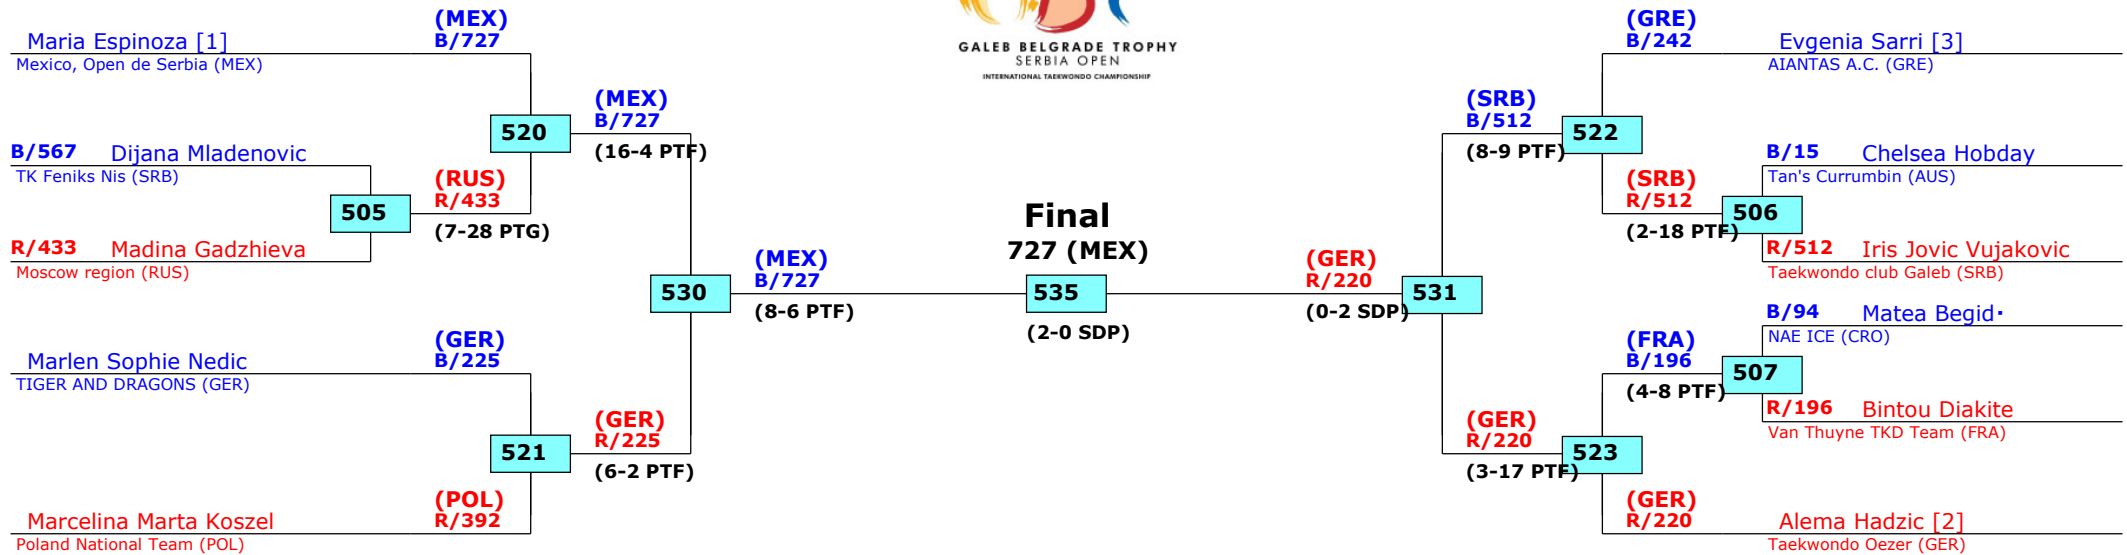 GALEB BELGRADE TROPHY
SERBIA OPEN
INTERNATIONAL TAEKWONDO CHAMPIONSHIP
(MEX)
B/727
Maria Espinoza [1]
Mexico, Open de Serbia (MEX)
(MEX)
B/727
520
(16-4 PTF)
B/567 Dijana Mladenovic
TK Feniks Nis (SRB)
(RUS)
R/433
505
(7-28 PTG)
R/433 Madina Gadzhieva
Moscow region (RUS)
(MEX)
B/727
530
(8-6 PTF)
(GER)
B/225
Marlen Sophie Nedic
TIGER AND DRAGONS (GER)
(GER)
R/225
521
(6-2 PTF)
(POL)
R/392
Marcelina Marta Koszel
Poland National Team (POL)
Final
727 (MEX)
535
(2-0 SDP)
(GRE)
B/242
Evgenia Sarri [3]
AIANTAS A.C. (GRE)
(SRB)
B/512
522
(8-9 PTF)
B/15 Chelsea Hobday
Tan's Currumbin (AUS)
(SRB)
R/512
506
(2-18 PTF)
R/512 Iris Jovic Vujakovic
Taekwondo club Galeb (SRB)
(GER)
R/220
531
(0-2 SDP)
B/94 Matea Begid·
NAE ICE (CRO)
(FRA)
B/196
507
(4-8 PTF)
R/196 Bintou Diakite
Van Thuyne TKD Team (FRA)
(GER)
R/220
523
(3-17 PTF)
(GER)
R/220
Alema Hadzic [2]
Taekwondo Oezer (GER)